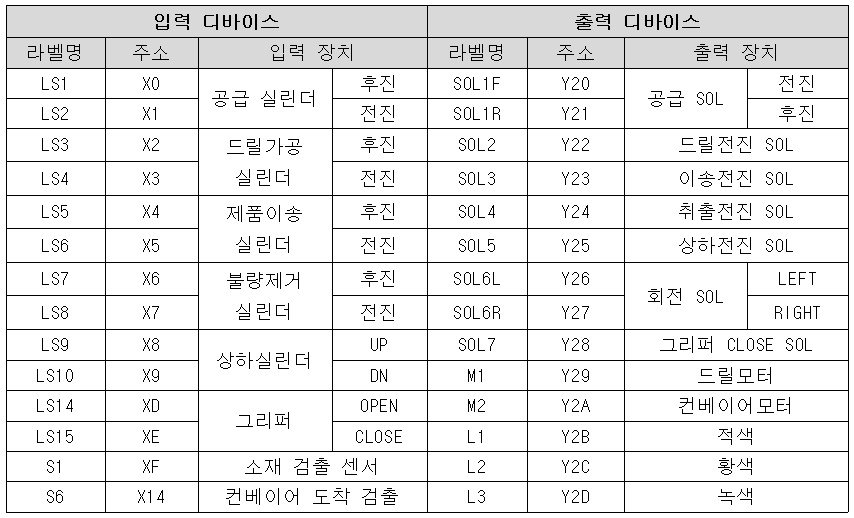 입력 디바이스 출력 디바이스
라벨명 주소 입력 장치 라벨명 주소 출력 장치
LS1 X0 공급 실린더 후진 SOL1F Y20 공급 SOL 전진
LS2 X1 전진 SOL1R Y21 후진
LS3 X2 드릴가공 후진 SOL2 Y22 드릴전진 SOL
LS4 X3 실린더 전진 SOL3 Y23 이송전진 SOL
LS5 X4 제품이송 후진 SOL4 Y24 취출전진 SOL
LS6 X5 실린더 전진 SOL5 Y25 상하전진 SOL
LS7 X6 불량제거 후진 SOL6L Y26 회전 SOL LEFT
LS8 X7 실린더 전진 SOL6R Y27 RIGHT
LS9 X8 상하실린더 UP SOL7 Y28 그리퍼 CLOSE SOL
LS10 X9 DN M1 Y29 드릴모터
LS14 XD 그리퍼 OPEN M2 Y2A 컨베이어모터
LS15 XE CLOSE L1 Y2B 적색
S1 XF 소재 검출 센서 L2 Y2C 황색
S6 X14 컨베이어 도착 검출 L3 Y2D 녹색